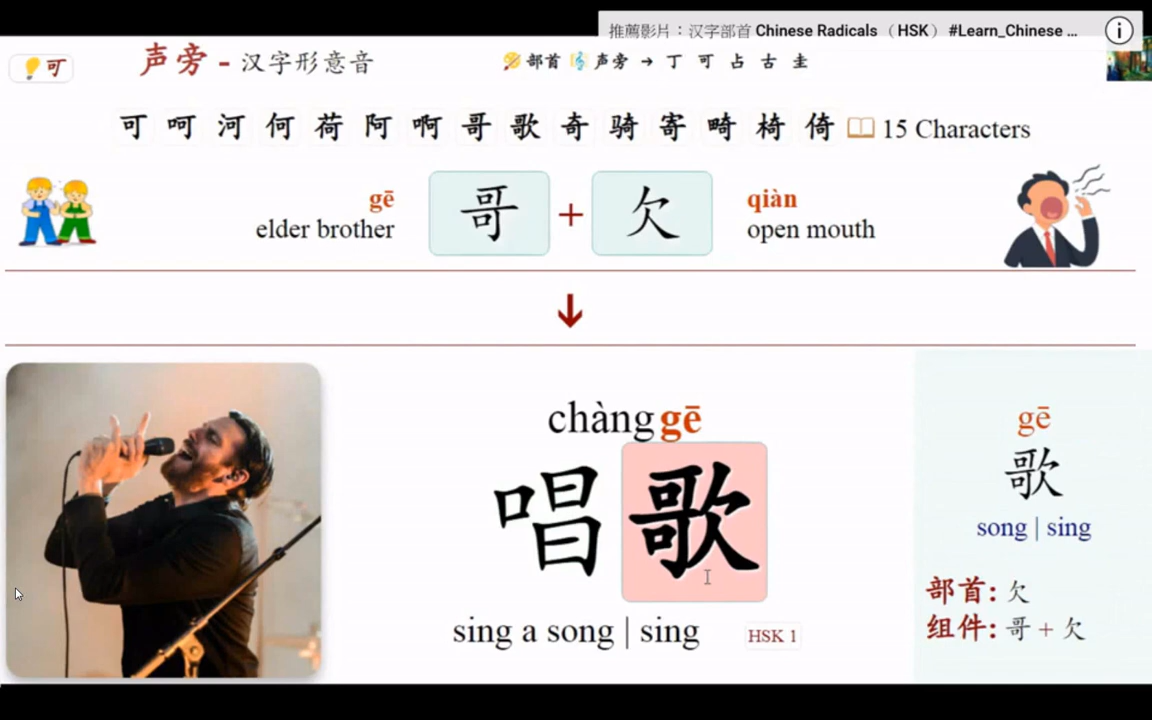 推薦影片：汉字部首 Chinese Radicals （HSK） #Learn_Chinese ...
可
声旁 - 汉字形意音
部首 声旁 → 丁 可 占 古 圭
可 呵 河 何 荷 阿 啊 哥 歌 奇 骑 寄 畸 椅 倚 15 Characters
gē
elder brother
哥 + 欠
qiàn
open mouth
chàng gē
唱歌
sing a song | sing
HSK 1
gē
歌
song | sing
部首: 欠
组件: 哥 + 欠